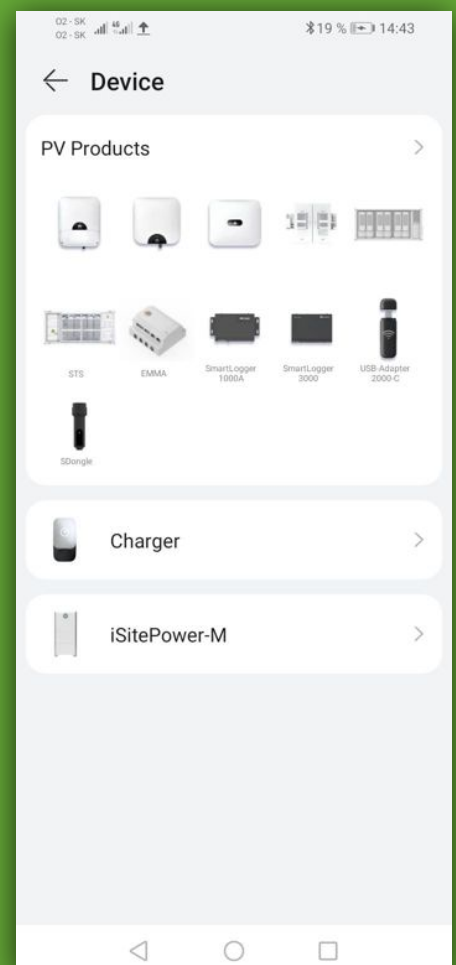 O2 - SK
O2 - SK
4G
19 %
14:43
Device
PV Products
STS
EMMA
SmartLogger
1000A
SmartLogger
3000
USB-Adapter
2000-C
SDongle
Charger
iSitePower-M